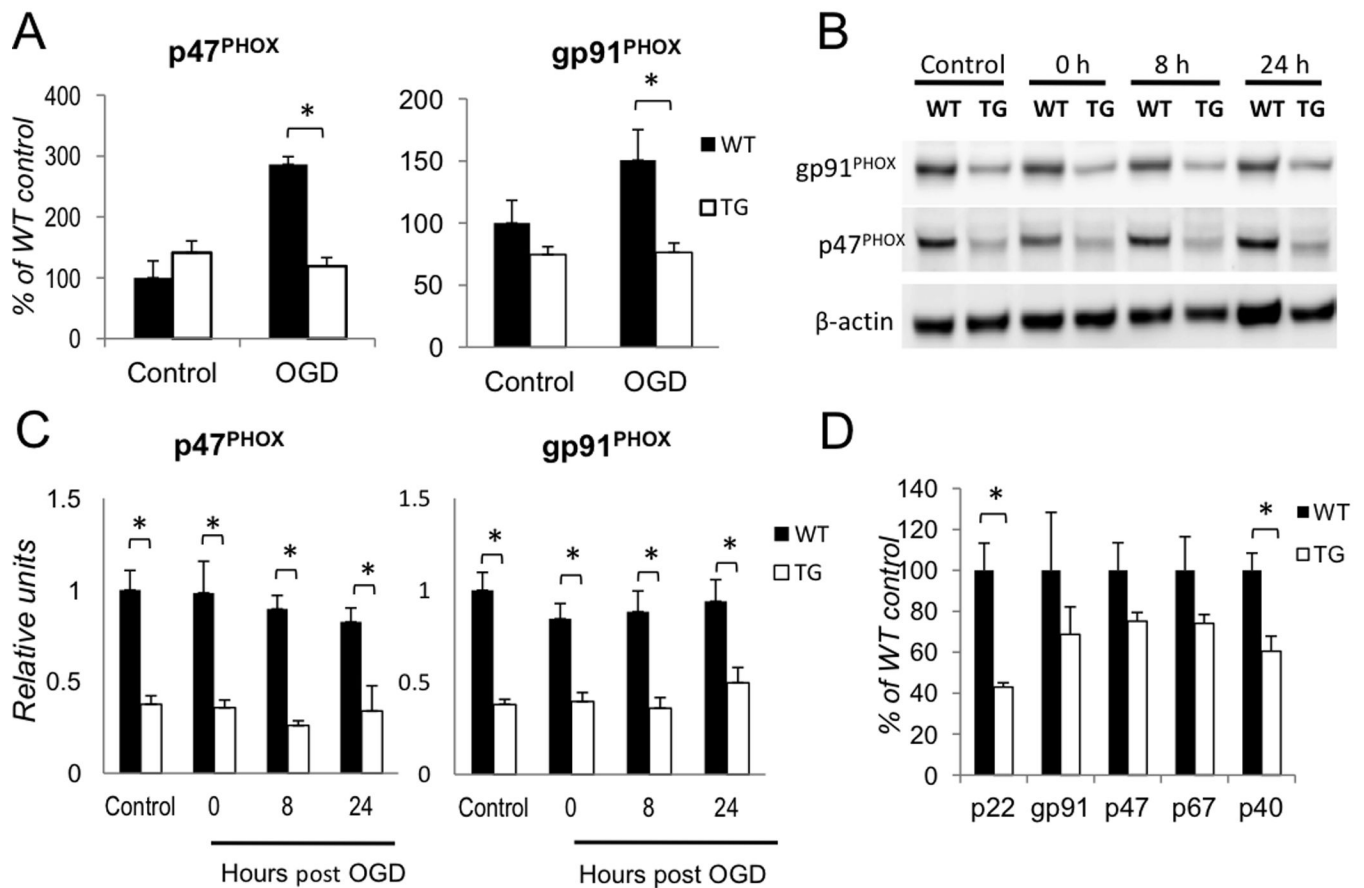 A
p47PHOX
% of WT control
400
300
200
100
0
Control OGD
*
gp91PHOX
200
150
100
50
0
Control OGD
*
WT
TG
B
Control 0 h 8 h 24 h
WT TG WT TG WT TG WT TG
gp91PHOX
p47PHOX
β-actin
C
p47PHOX
Relative units
1.5
1
0.5
0
* * * *
Control 0 8 24
Hours post OGD
gp91PHOX
1.5
1
0.5
0
* * * *
Control 0 8 24
Hours post OGD
WT
TG
D
% of WT control
140
120
100
80
60
40
20
0
* *
p22 gp91 p47 p67 p40
WT
TG